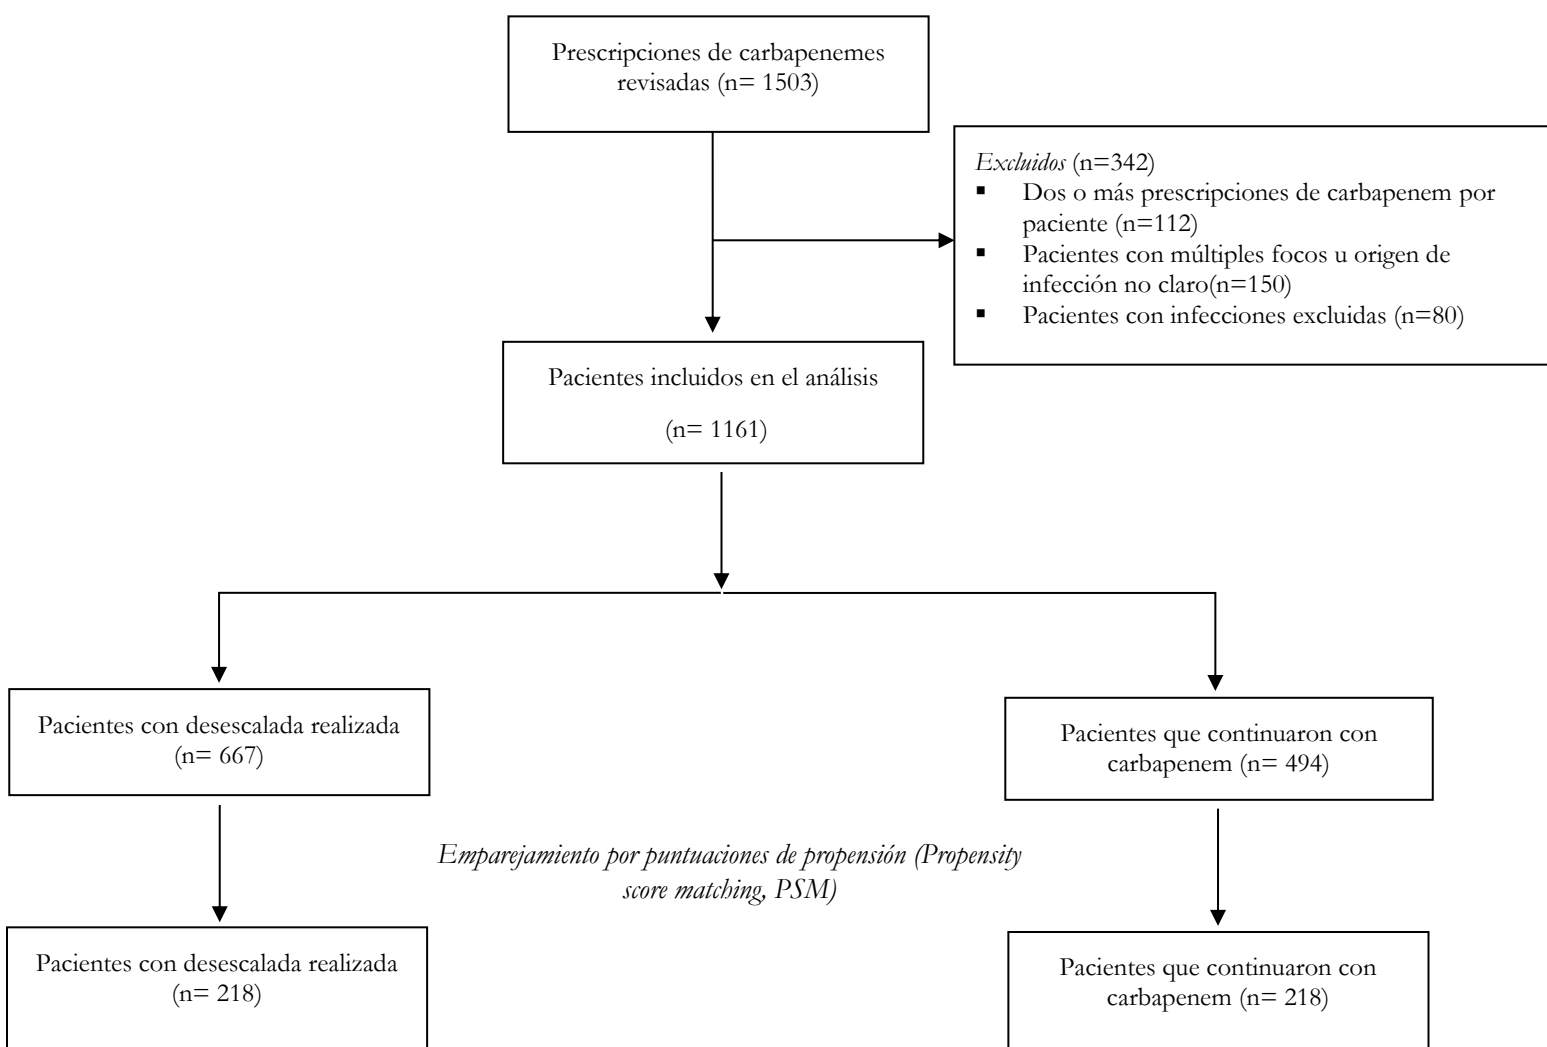 Prescripciones de carbapenemes
revisadas (n= 1503)
Excluidos (n=342)
▪ Dos o más prescripciones de carbapenem por
paciente (n=112)
▪ Pacientes con múltiples focos u origen de
infección no claro(n=150)
▪ Pacientes con infecciones excluidas (n=80)
Pacientes incluidos en el análisis
(n= 1161)
Pacientes con desescalada realizada
(n= 667)
Pacientes que continuaron con
carbapenem (n= 494)
Emparejamiento por puntuaciones de propensión (Propensity
score matching, PSM)
Pacientes con desescalada realizada
(n= 218)
Pacientes que continuaron con
carbapenem (n= 218)